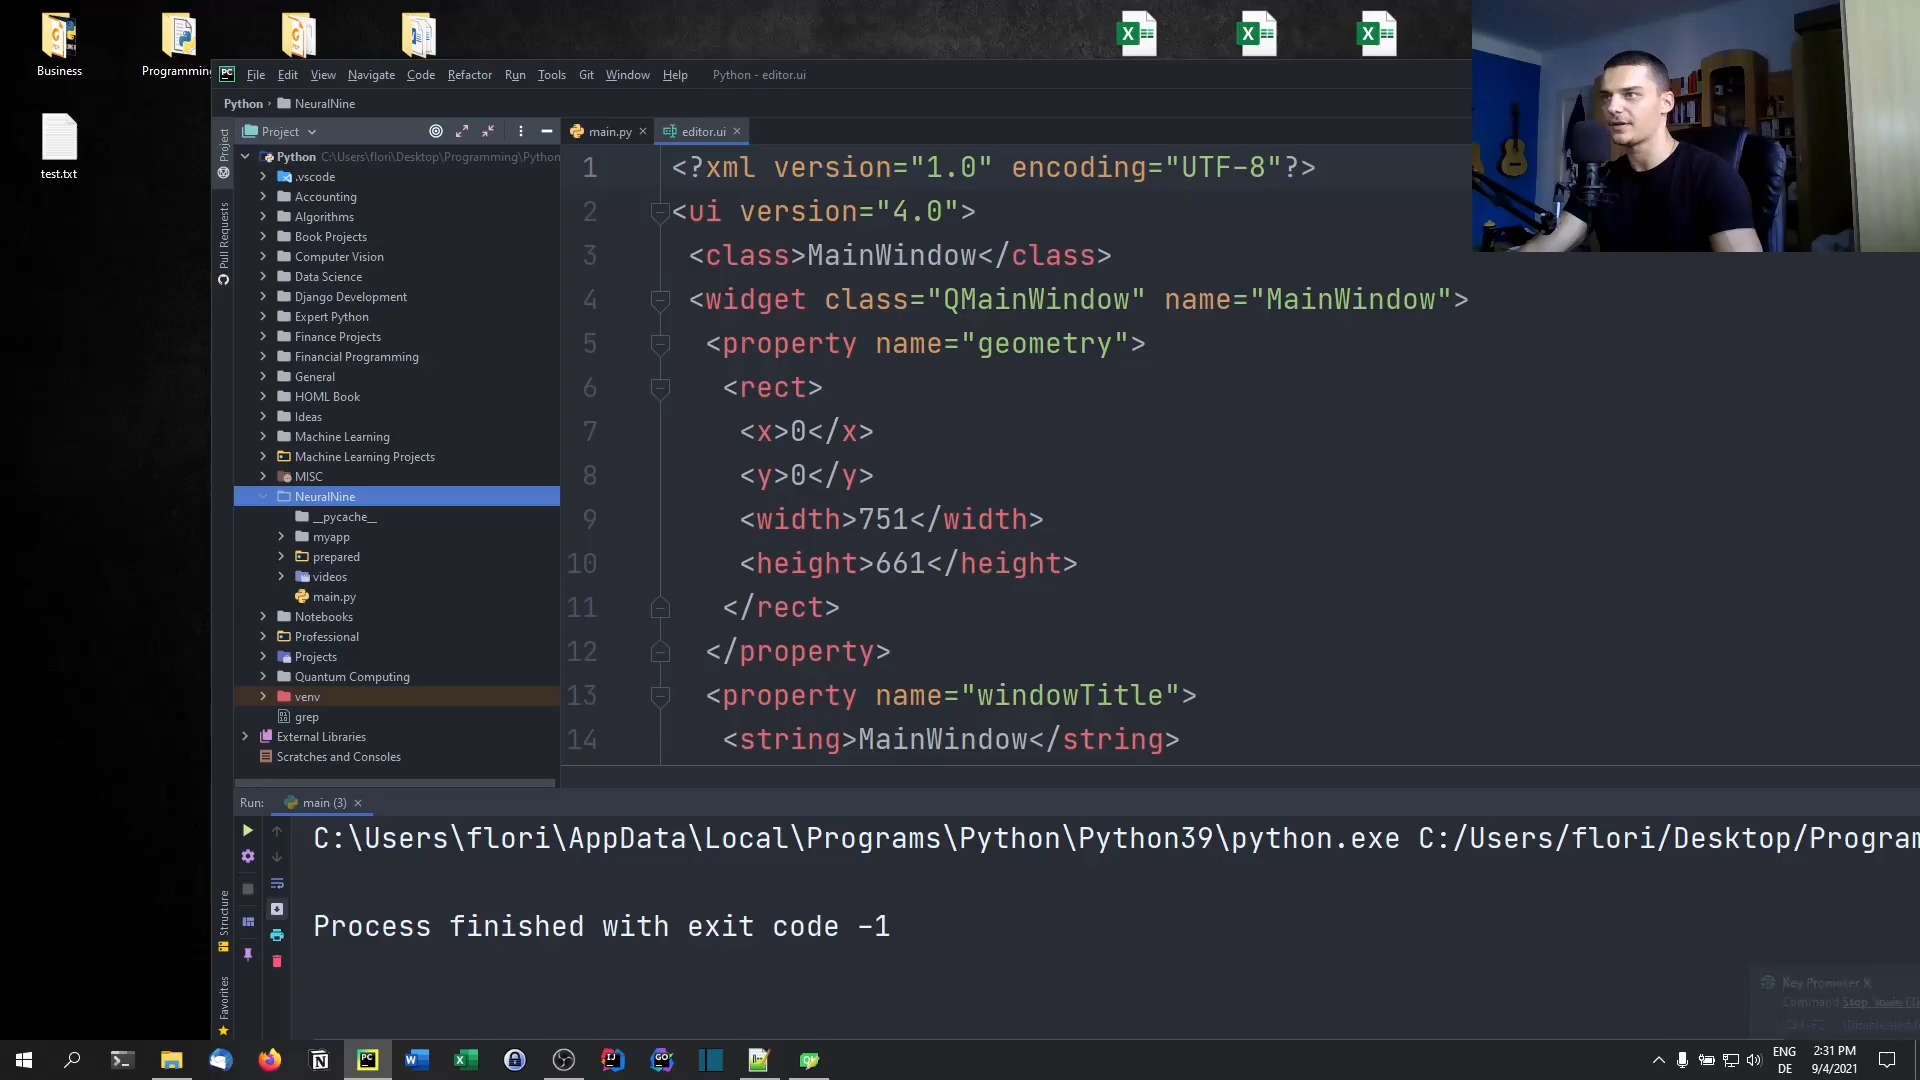 Business
Programming
test.txt
File Edit View Navigate Code Refactor Run Tools Git Window Help Python - editor.ui
Python › NeuralNine
Project
main.py
editor.ui
Project
Pull Requests
Structure
Favorites
Python C:\Users\flori\Desktop\Programming\Python
.vscode
Accounting
Algorithms
Book Projects
Computer Vision
Data Science
Django Development
Expert Python
Finance Projects
Financial Programming
General
HOML Book
Ideas
Machine Learning
Machine Learning Projects
MISC
NeuralNine
__pycache__
myapp
prepared
videos
main.py
Notebooks
Professional
Projects
Quantum Computing
venv
grep
External Libraries
Scratches and Consoles
1 <?xml version="1.0" encoding="UTF-8"?>
2 <ui version="4.0">
3 <class>MainWindow</class>
4 <widget class="QMainWindow" name="MainWindow">
5 <property name="geometry">
6 <rect>
7 <x>0</x>
8 <y>0</y>
9 <width>751</width>
10 <height>661</height>
11 </rect>
12 </property>
13 <property name="windowTitle">
14 <string>MainWindow</string>
Run: main (3)
C:\Users\flori\AppData\Local\Programs\Python\Python39\python.exe C:/Users/flori/Desktop/Program
Process finished with exit code -1
Key Promoter X
Command Stop 'main (3)
ENG
DE
2:31 PM
9/4/2021